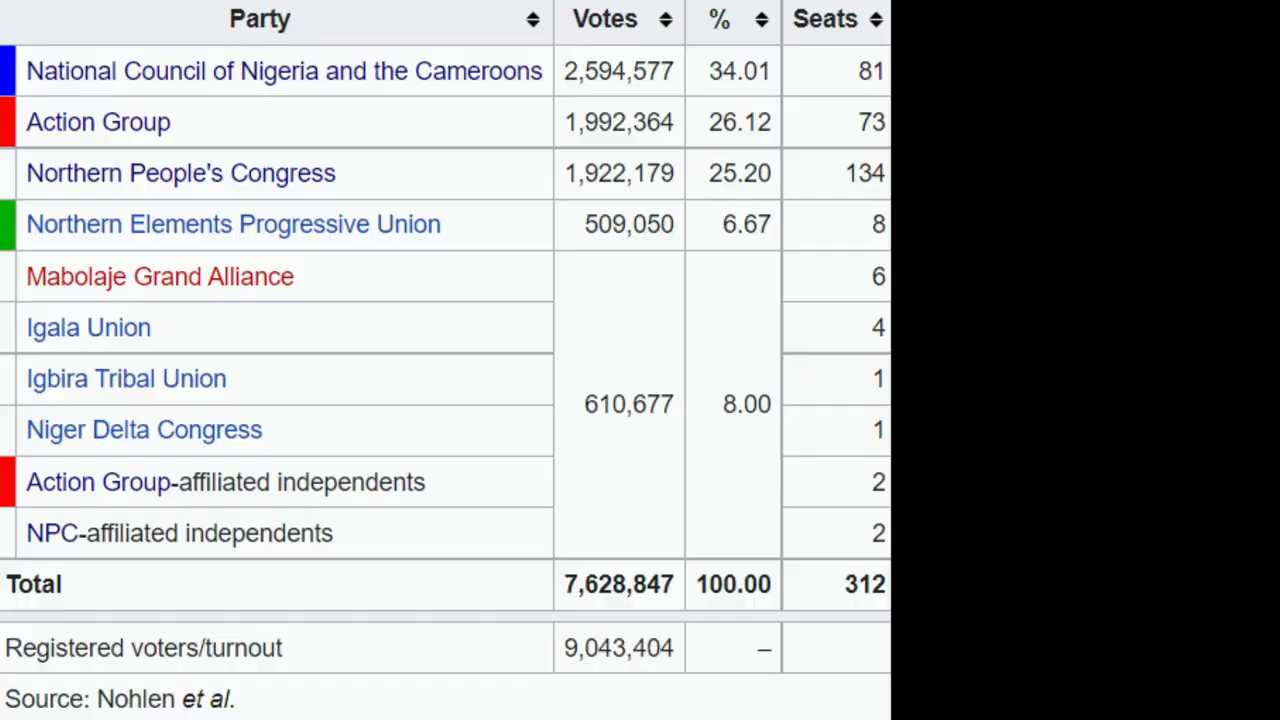 Party Votes % Seats
National Council of Nigeria and the Cameroons 2,594,577 34.01 81
Action Group 1,992,364 26.12 73
Northern People's Congress 1,922,179 25.20 134
Northern Elements Progressive Union 509,050 6.67 8
Mabolaje Grand Alliance 6
Igala Union 4
Igbira Tribal Union 1
610,677 8.00
Niger Delta Congress 1
Action Group-affiliated independents 2
NPC-affiliated independents 2
Total 7,628,847 100.00 312
Registered voters/turnout 9,043,404 –
Source: Nohlen et al.